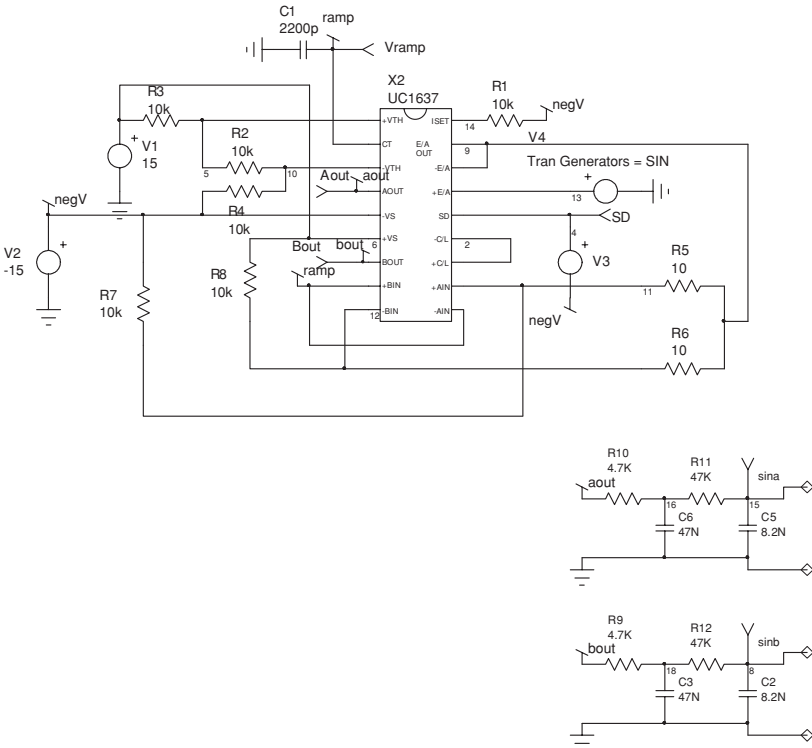 C1
2200p
ramp
Vramp
X2
UC1637
R3
10k
R1
10k
negV
+VTH
ISET
14
V4
V1
15
+
R2
10k
CT
E/A
OUT
9
5
10
-VTH
-E/A
Tran Generators = SIN
Aout
aout
AOUT
+E/A
13
+
negV
R4
10k
-VS
SD
SD
4
V2
-15
+
+VS
6
-C/L
2
+
V3
Bout
bout
BOUT
+C/L
R8
10k
ramp
+BIN
+AIN
11
R5
10
R7
10k
12
-BIN
-AIN
negV
R6
10
R10
4.7K
R11
47K
aout
sina
16
15
C6
47N
C5
8.2N
R9
4.7K
R12
47K
bout
sinb
18
8
C3
47N
C2
8.2N